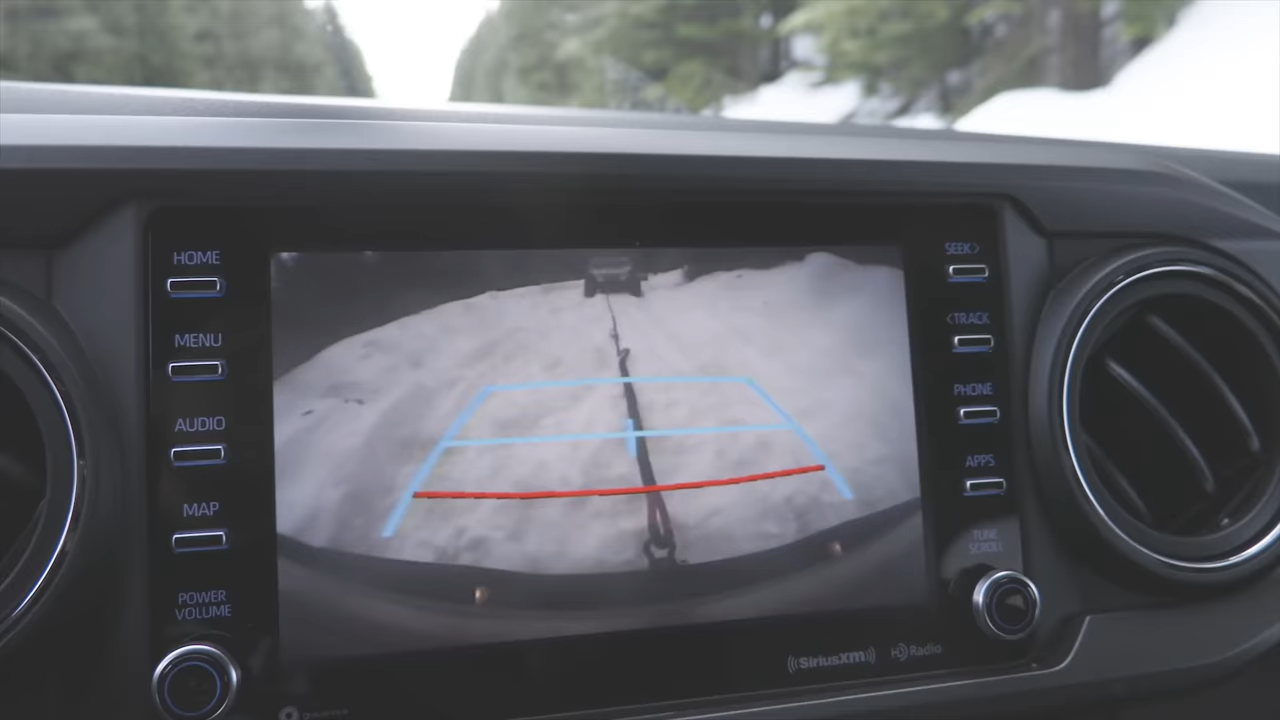 HOME
MENU
AUDIO
MAP
POWER
VOLUME
SEEK>
<TRACK
PHONE
APPS
TUNE
SCROLL
SiriusXM
HD Radio